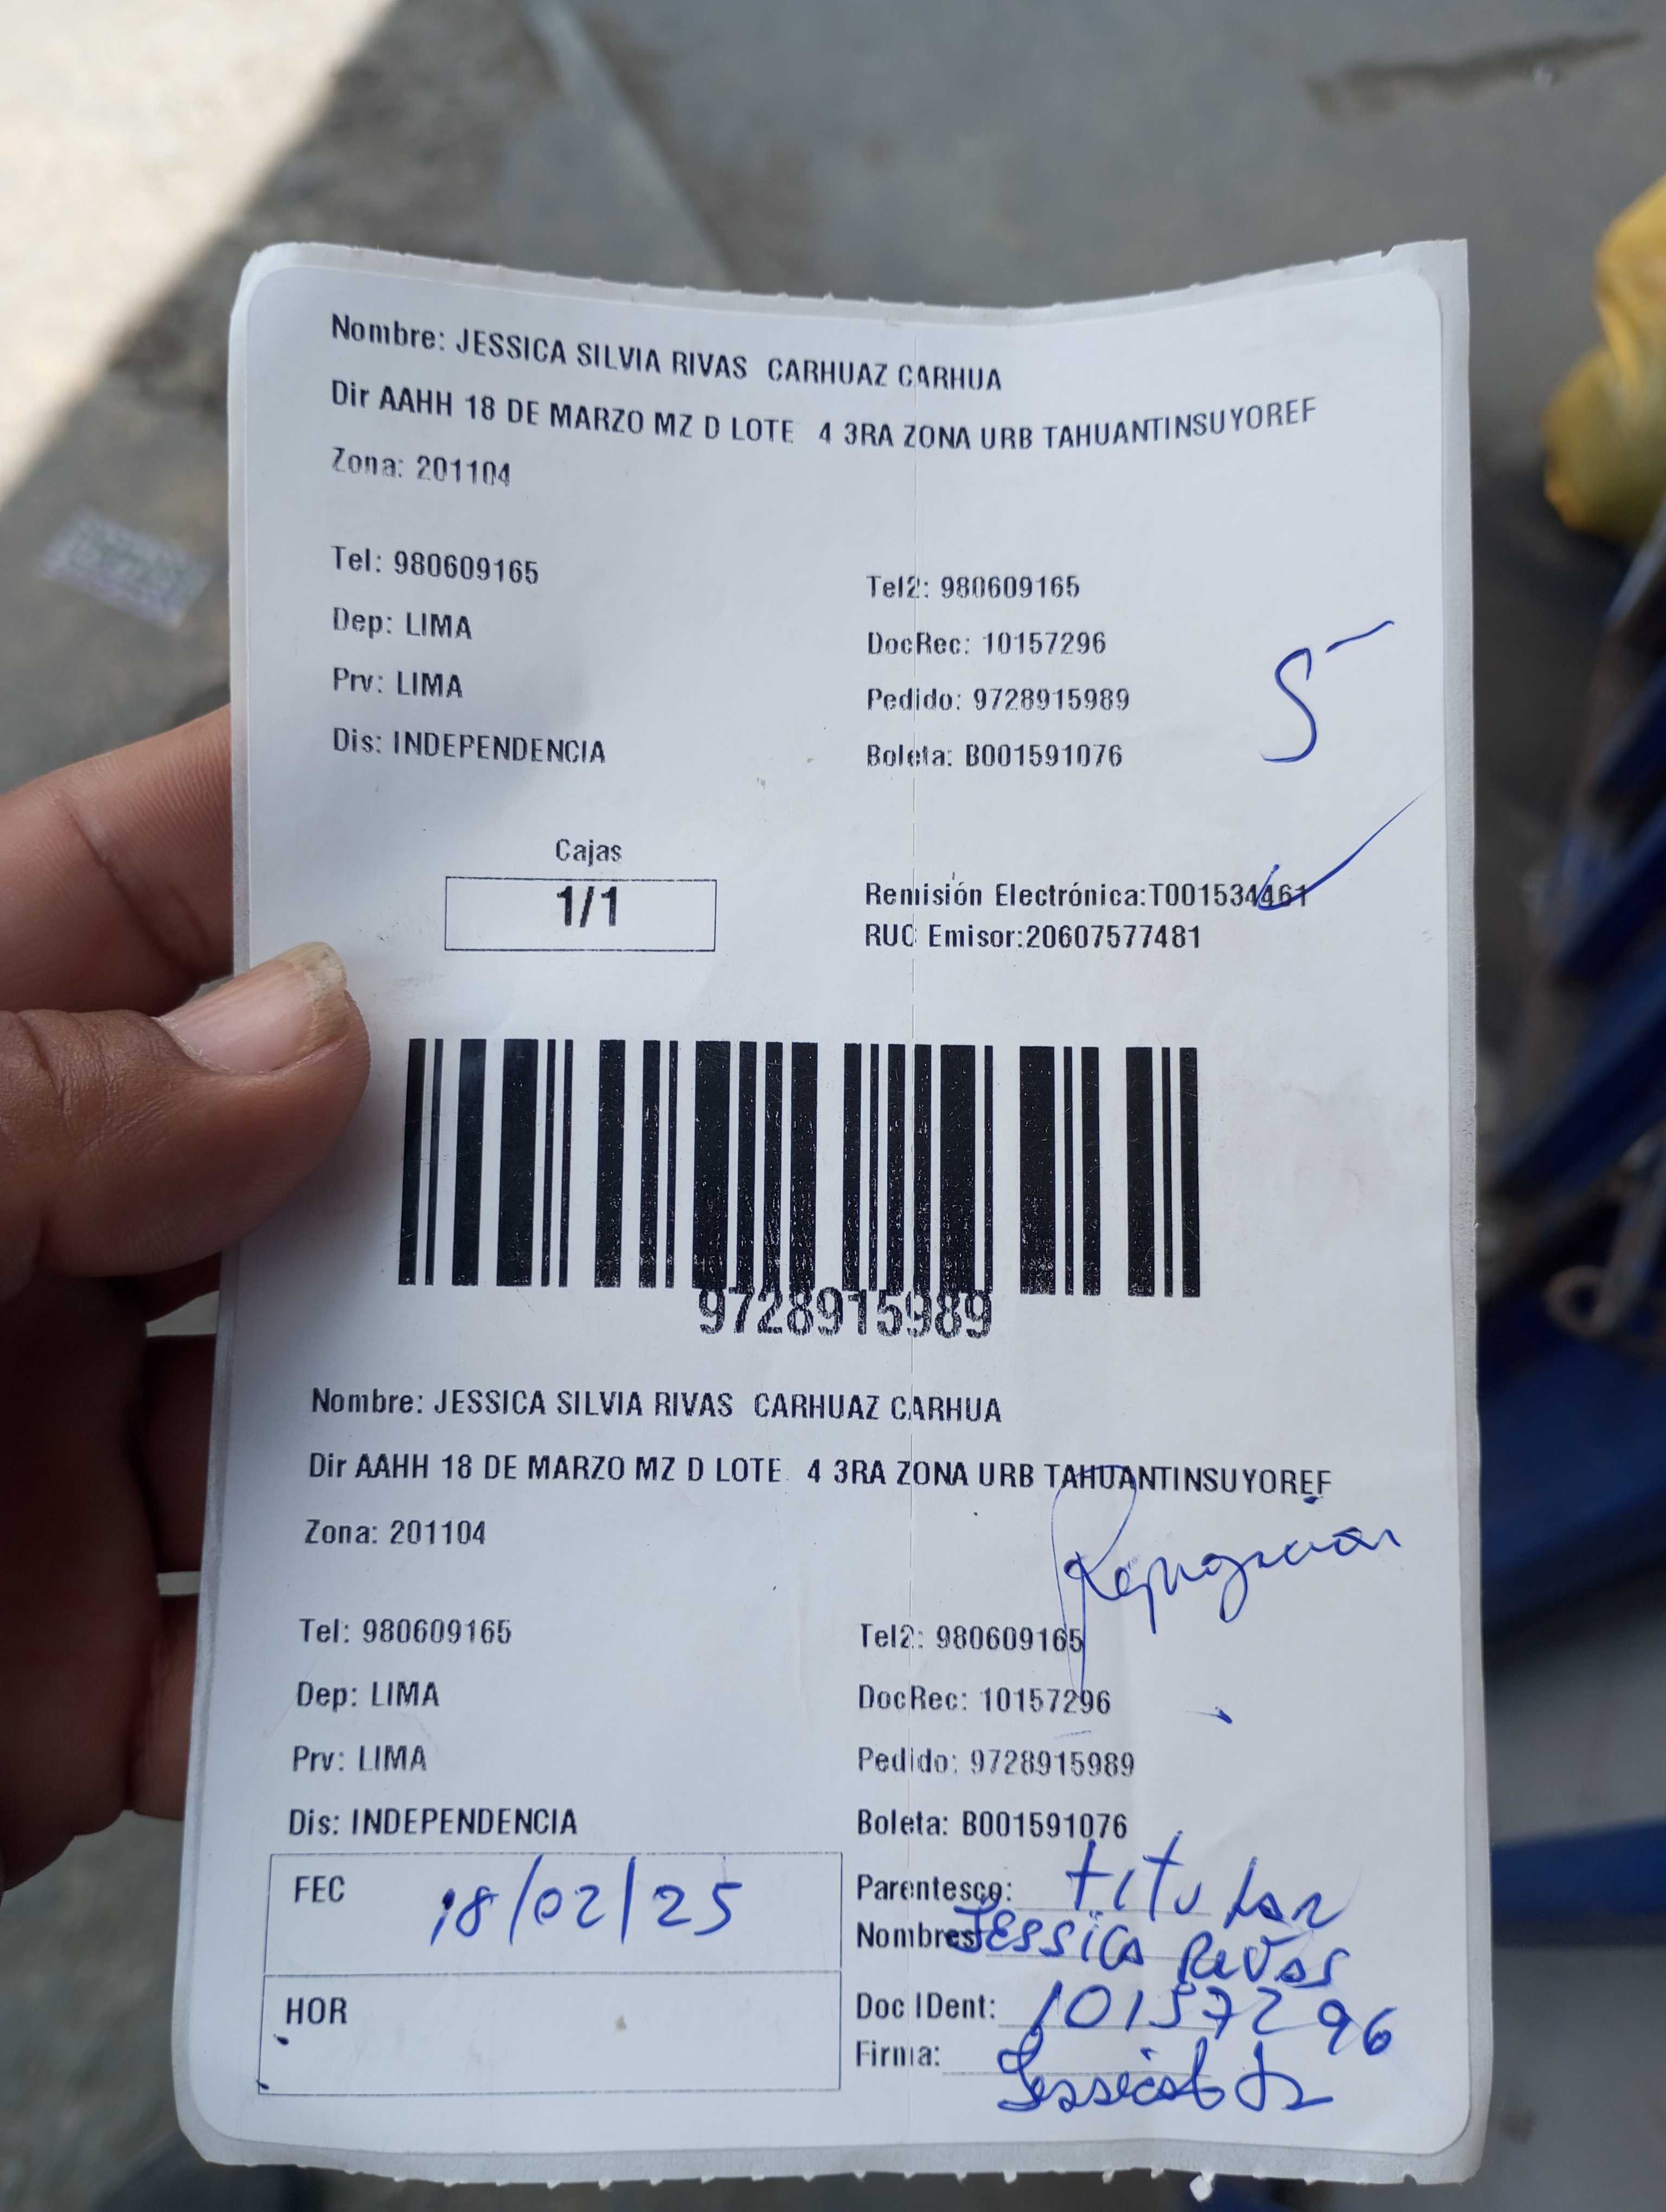 Nombre: JESSICA SILVIA RIVAS CARHUAZ CARHUA
Dir AAHH 18 DE MARZO MZ D LOTE 4 3RA ZONA URB TAHUANTINSUYOREF
Zona: 201104
Tel: 980609165
Tel2: 980609165
Dep: LIMA
DocRec: 10157296
Prv: LIMA
Pedido: 9728915989
Dis: INDEPENDENCIA
Boleta: B001591076
Cajas
1/1
Remisión Electrónica:T001534461
RUC Emisor:20607577481
9728915989
Nombre: JESSICA SILVIA RIVAS CARHUAZ CARHUA
Dir AAHH 18 DE MARZO MZ D LOTE 4 3RA ZONA URB TAHUANTINSUYOREF
Zona: 201104
Tel: 980609165
Tel2: 980609165
Dep: LIMA
DocRec: 10157296
Prv: LIMA
Pedido: 9728915989
Dis: INDEPENDENCIA
Boleta: B001591076
FEC 18/02/25
Parentesco: titular
Nombres Jessica Rivas
HOR
Doc IDent: 10157296
Firma: